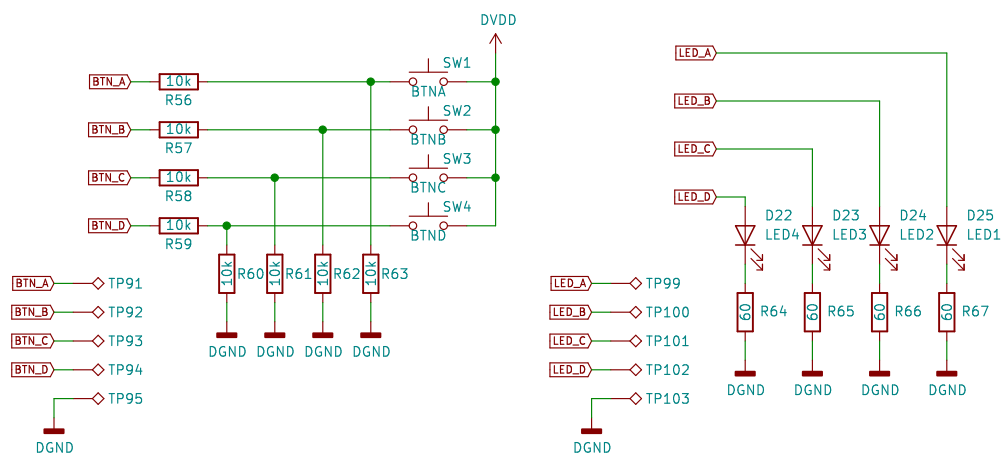 DVDD
BTN_A 10k R56 SW1 BTNA
BTN_B 10k R57 SW2 BTNB
BTN_C 10k R58 SW3 BTNC
BTN_D 10k R59 SW4 BTND
10k R60 10k R61 10k R62 10k R63
DGND DGND DGND DGND
BTN_A TP91
BTN_B TP92
BTN_C TP93
BTN_D TP94
TP95
DGND
LED_A
LED_B
LED_C
LED_D
D22 D23 D24 D25
LED4 LED3 LED2 LED1
60 R64 60 R65 60 R66 60 R67
DGND DGND DGND DGND
LED_A TP99
LED_B TP100
LED_C TP101
LED_D TP102
TP103
DGND